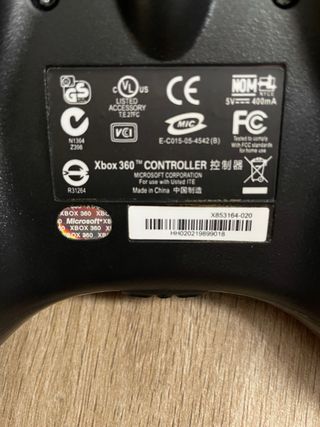 GS
C UL US
LISTED
ACCESSORY
T.E.27FC
CE
NOM
NYCE
5V⎓ 400mA
N1364
Z398
VCI
MIC
E-C015-05-4542 (B)
FC
Tested To Comply
With FCC Standards
for home use
R31264
Xbox 360™ CONTROLLER 控制器
MICROSOFT CORPORATION
For use with Listed ITE
Made in China 中国制造
XBOX 360
Microsoft
XBOX 360
X853164-020
HH020219899018